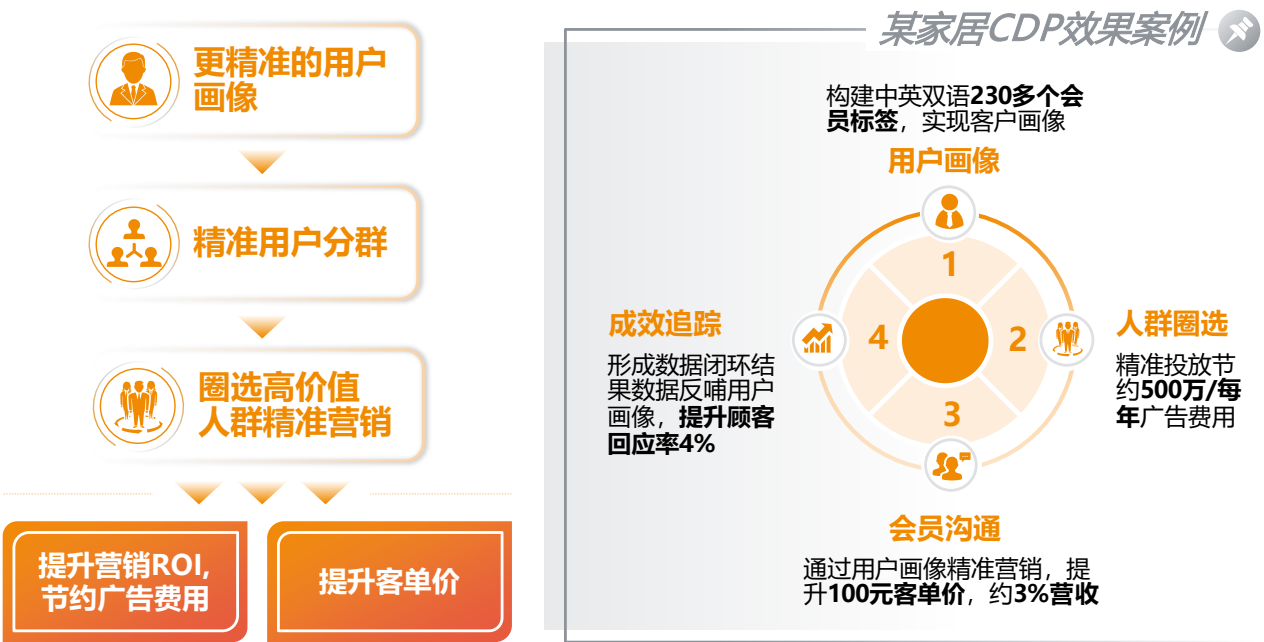 更精准的用户
画像
精准用户分群
圈选高价值
人群精准营销
提升营销ROI,
节约广告费用
提升客单价
某家居CDP效果案例
构建中英双语230多个会
员标签，实现客户画像
用户画像
1
2
3
4
人群圈选
精准投放节
约500万/每
年广告费用
会员沟通
通过用户画像精准营销，提
升100元客单价，约3%营收
成效追踪
形成数据闭环结
果数据反哺用户
画像，提升顾客
回应率4%